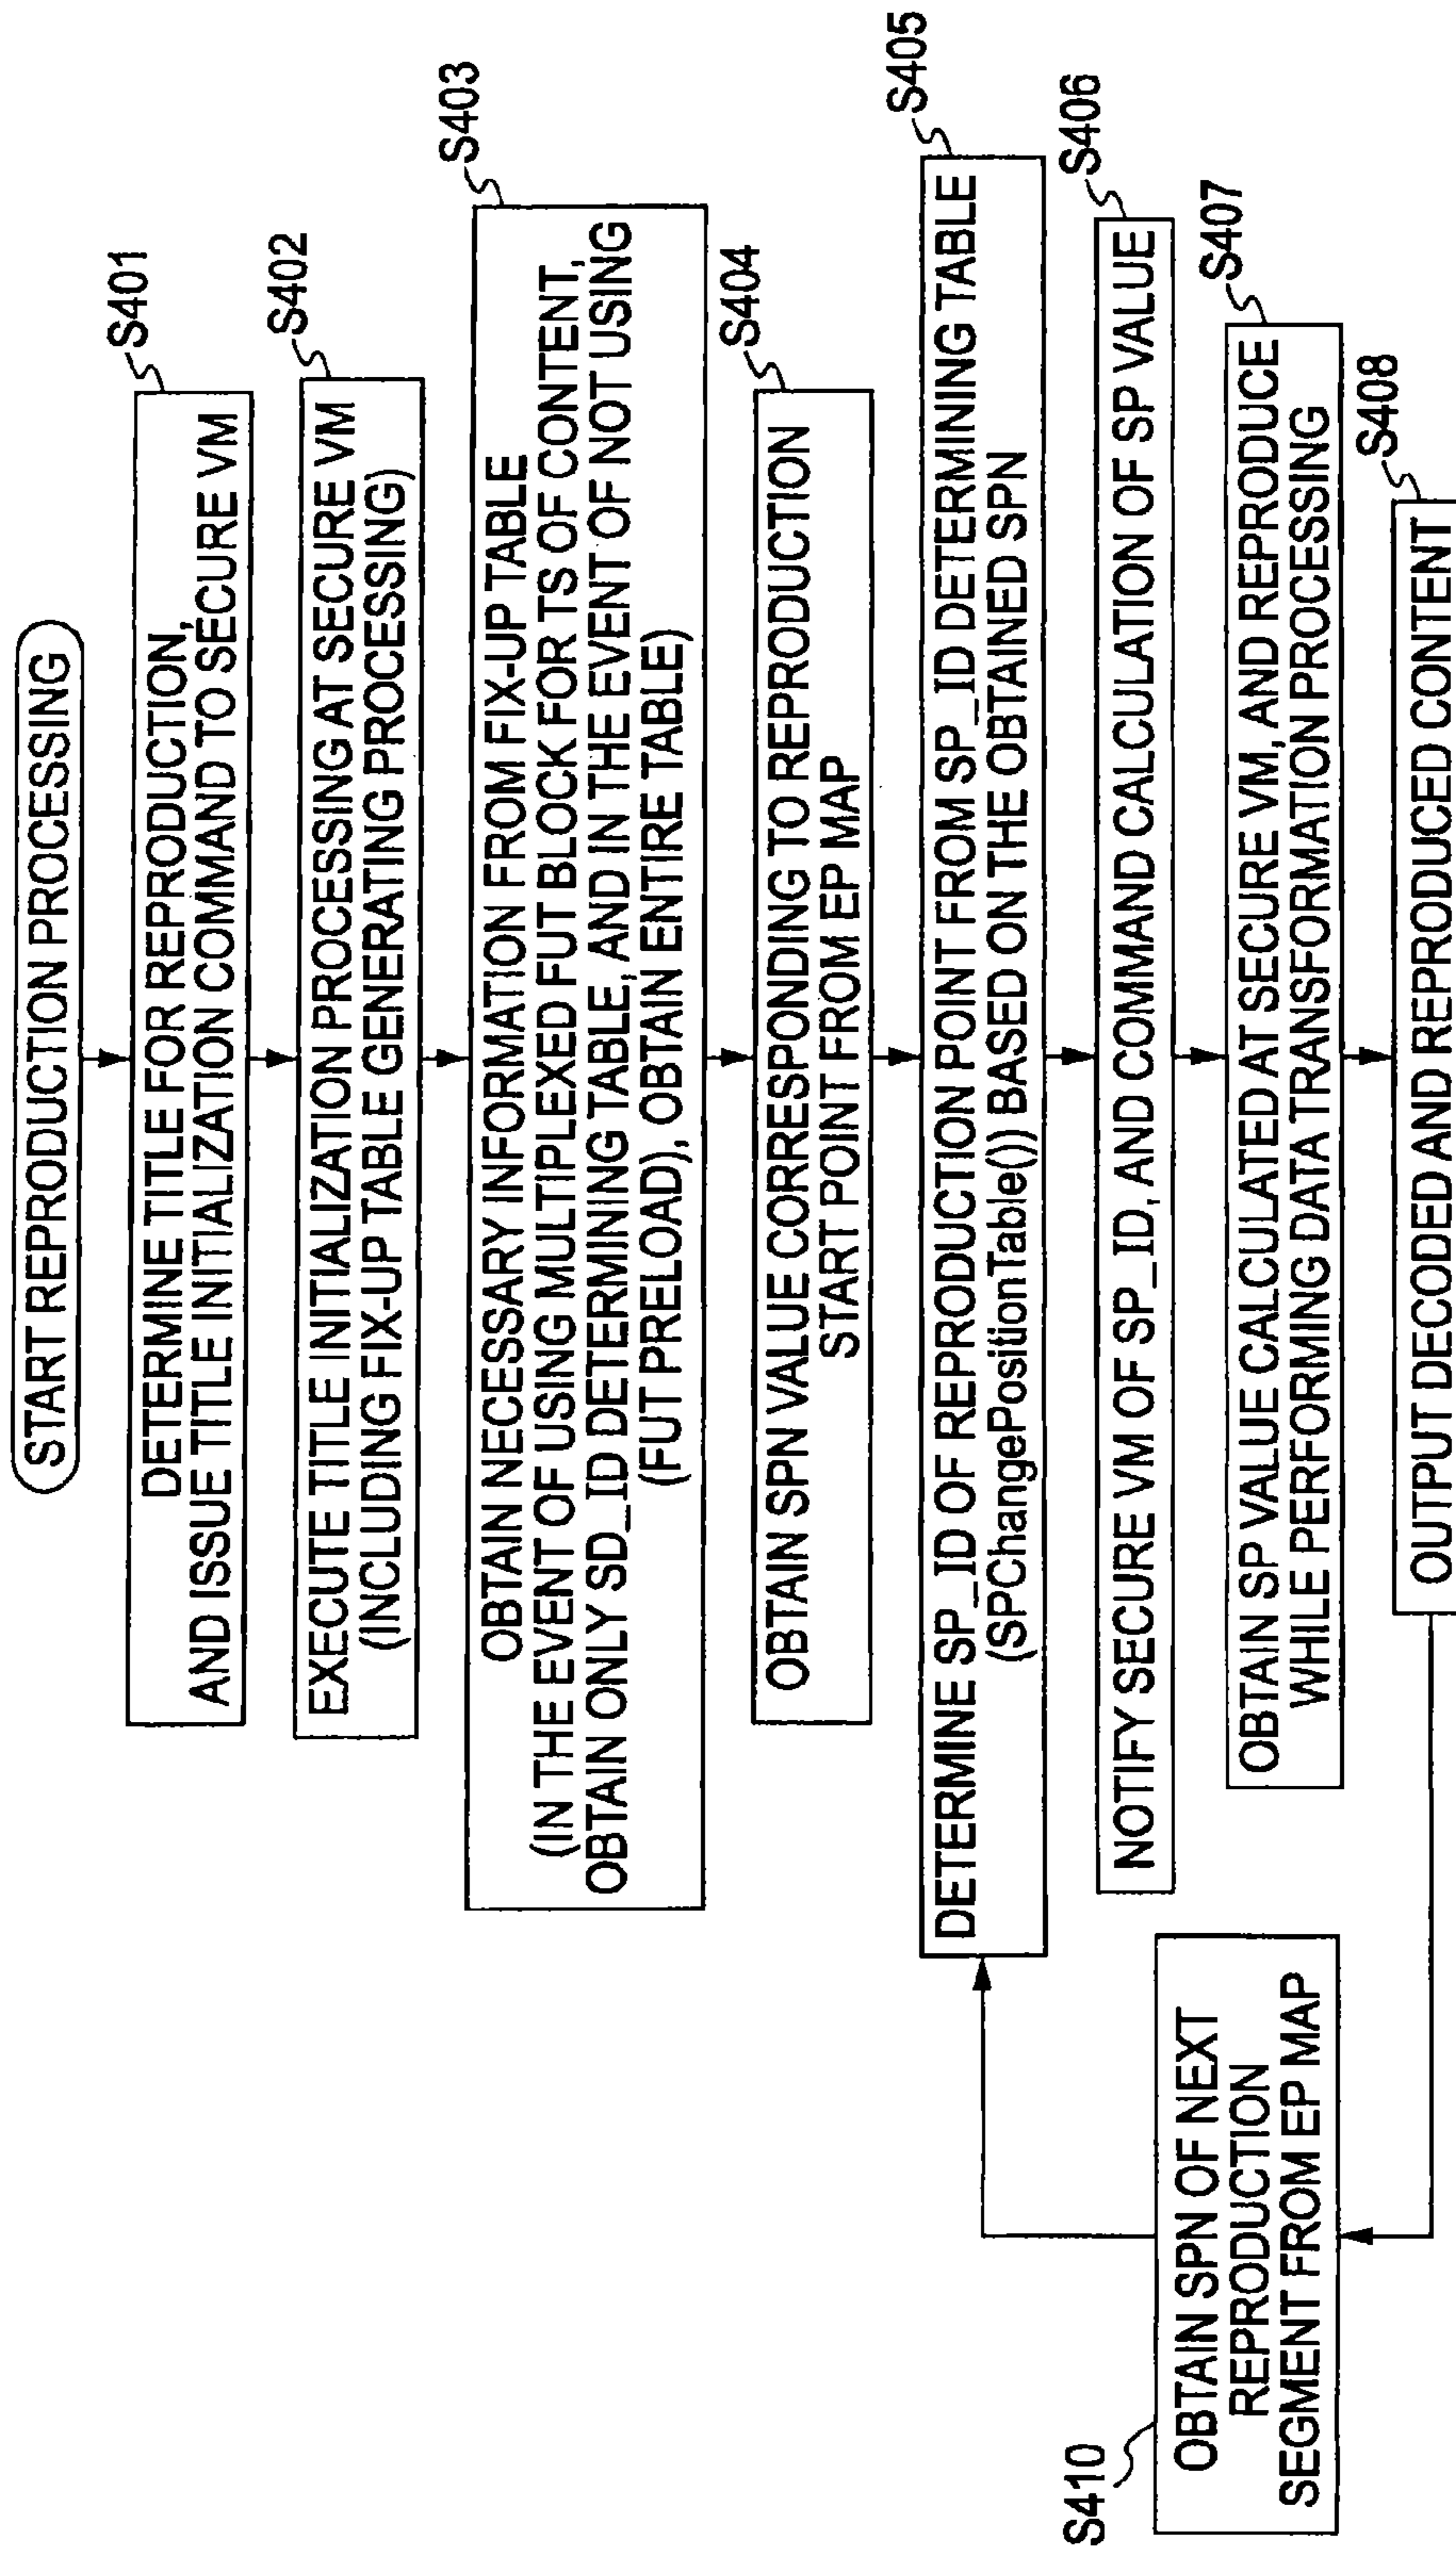 START REPRODUCTION PROCESSING
S401
DETERMINE TITLE FOR REPRODUCTION,
AND ISSUE TITLE INITIALIZATION COMMAND TO SECURE VM
S402
EXECUTE TITLE INITIALIZATION PROCESSING AT SECURE VM
(INCLUDING FIX-UP TABLE GENERATING PROCESSING)
S403
OBTAIN NECESSARY INFORMATION FROM FIX-UP TABLE
(IN THE EVENT OF USING MULTIPLEXED FUT BLOCK FOR TS OF CONTENT,
OBTAIN ONLY SD_ID DETERMINING TABLE, AND IN THE EVENT OF NOT USING
(FUT PRELOAD), OBTAIN ENTIRE TABLE)
S404
OBTAIN SPN VALUE CORRESPONDING TO REPRODUCTION
START POINT FROM EP MAP
S405
DETERMINE SP_ID OF REPRODUCTION POINT FROM SP_ID DETERMINING TABLE
(SPChangePositionTable()) BASED ON THE OBTAINED SPN
S406
NOTIFY SECURE VM OF SP_ID, AND COMMAND CALCULATION OF SP VALUE
S407
OBTAIN SP VALUE CALCULATED AT SECURE VM, AND REPRODUCE
WHILE PERFORMING DATA TRANSFORMATION PROCESSING
S408
OUTPUT DECODED AND REPRODUCED CONTENT
S410
OBTAIN SPN OF NEXT
REPRODUCTION
SEGMENT FROM EP MAP